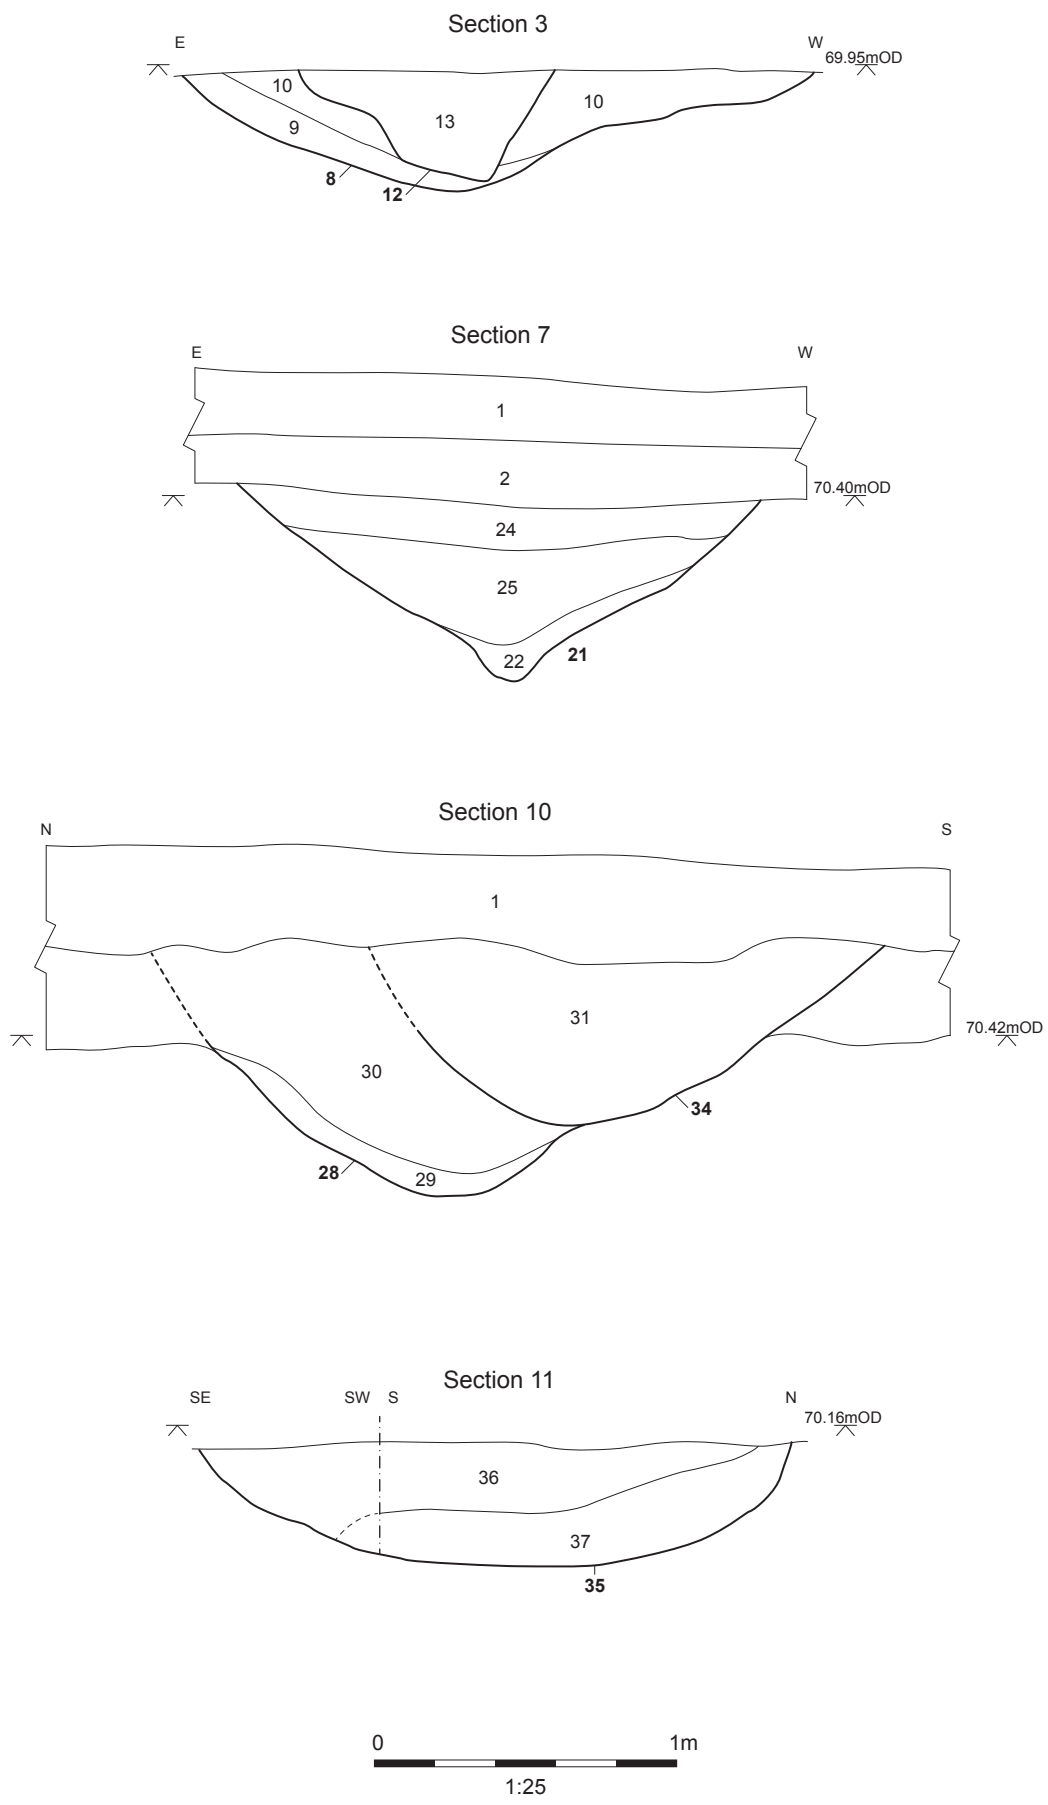 Section 3
E W
69.95mOD
10
10
13
9
8
12
Section 7
E W
1
2
70.40mOD
24
25
22 21
Section 10
N S
1
31
70.42mOD
30
34
28 29
Section 11
SE SW S N
70.16mOD
36
37
35
0 1m
1:25